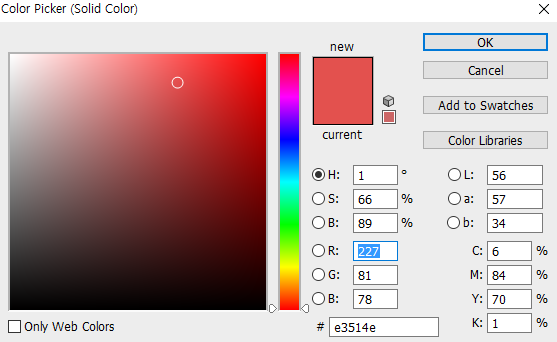 Color Picker (Solid Color)
new
current
OK
Cancel
Add to Swatches
Color Libraries
H: 1 °
S: 66 %
B: 89 %
R: 227
G: 81
B: 78
L: 56
a: 57
b: 34
C: 6 %
M: 84 %
Y: 70 %
K: 1 %
# e3514e
Only Web Colors